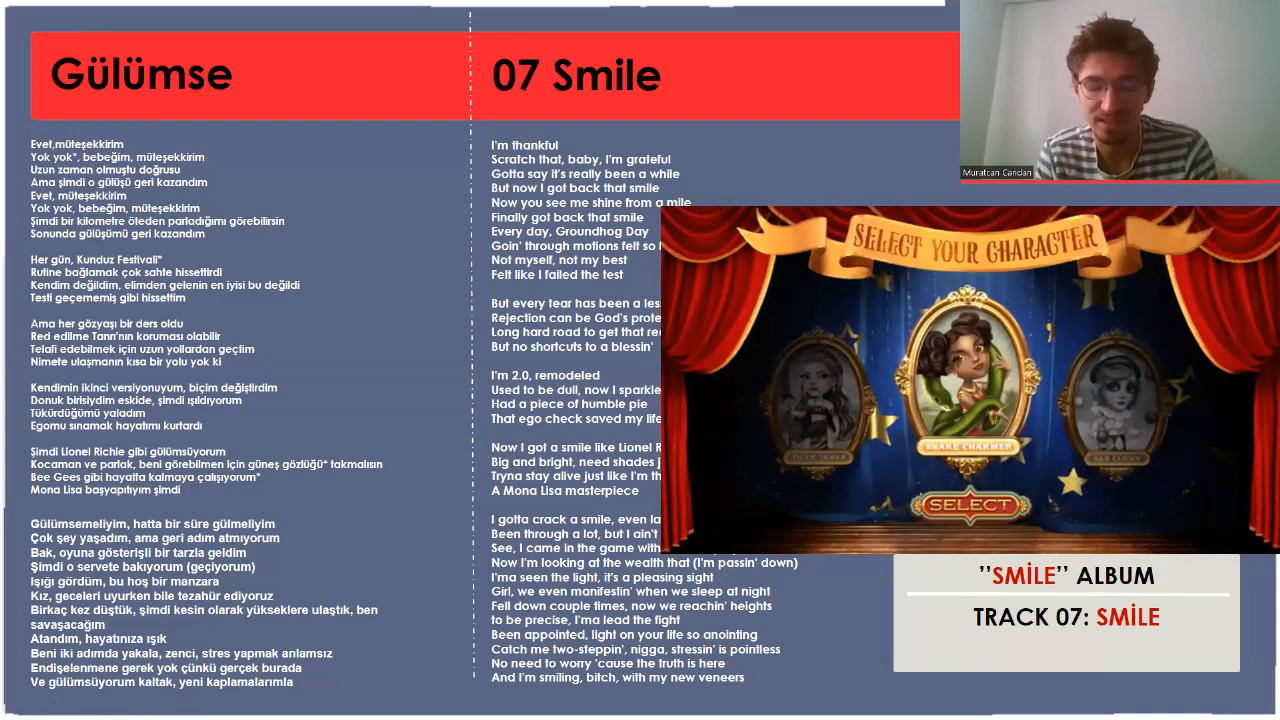 Gülümse
Evet,müteşekkirim
Yok yok*, bebeğim, müteşekkirim
Uzun zaman olmuştu doğrusu
Ama şimdi o gülüşü geri kazandım
Evet, müteşekkirim
Yok yok, bebeğim, müteşekkirim
Şimdi bir kilometre öteden parladığımı görebilirsin
Sonunda gülüşümü geri kazandım
Her gün, Kunduz Festivali*
Rutine bağlamak çok sahte hissettirdi
Kendim değildim, elimden gelenin en iyisi bu değildi
Testi geçememiş gibi hissettim
Ama her gözyaşı bir ders oldu
Red edilme Tanrı'nın koruması olabilir
Telafi edebilmek için uzun yollardan geçtim
Nimete ulaşmanın kısa bir yolu yok ki
Kendimin ikinci versiyonuyum, biçim değiştirdim
Donuk birisiydim eskide, şimdi ışıldıyorum
Tükürdüğümü yaladım
Egomu sınamak hayatımı kurtardı
Şimdi Lionel Richie gibi gülümsüyorum
Kocaman ve parlak, beni görebilmen için güneş gözlüğü* takmalısın
Bee Gees gibi hayatta kalmaya çalışıyorum*
Mona Lisa başyapıtıyım şimdi
Gülümsemeliyim, hatta bir süre gülmeliyim
Çok şey yaşadım, ama geri adım atmıyorum
Bak, oyuna gösterişli bir tarzla geldim
Şimdi o servete bakıyorum (geçiyorum)
Işığı gördüm, bu hoş bir manzara
Kız, geceleri uyurken bile tezahür ediyoruz
Birkaç kez düştük, şimdi kesin olarak yükseklere ulaştık, ben
savaşacağım
Atandım, hayatınıza ışık
Beni iki adımda yakala, zenci, stres yapmak anlamsız
Endişelenmene gerek yok çünkü gerçek burada
Ve gülümsüyorum kaltak, yeni kaplamalarımla
07 Smile
I'm thankful
Scratch that, baby, I'm grateful
Gotta say it's really been a while
But now I got back that smile
Now you see me shine from a mile
Finally got back that smile
Every day, Groundhog Day
Goin' through motions felt so
Not myself, not my best
Felt like I failed the test
But every tear has been a
Rejection can be God's
Long hard road to get that
But no shortcuts to a blessin'
I'm 2.0, remodeled
Used to be dull, now I sparkle
Had a piece of humble pie
That ego check saved my life
Now I got a smile like Lionel
Big and bright, need shades
Tryna stay alive just like I'm
A Mona Lisa masterpiece
I gotta crack a smile, even
Been through a lot, but I ain't
See, I came in the game with
Now I'm looking at the wealth that (I'm passin' down)
I'ma seen the light, it's a pleasing sight
Girl, we even manifestin' when we sleep at night
Fell down couple times, now we reachin' heights
to be precise, I'ma lead the fight
Been appointed, light on your life so anointing
Catch me two-steppin', nigga, stressin' is pointless
No need to worry 'cause the truth is here
And I'm smiling, bitch, with my new veneers
Muratcan Candan
SELECT YOUR CHARACTER
SNAKE CHARMER
SAD CLOWN
SELECT
''SMİLE'' ALBUM
TRACK 07: SMİLE